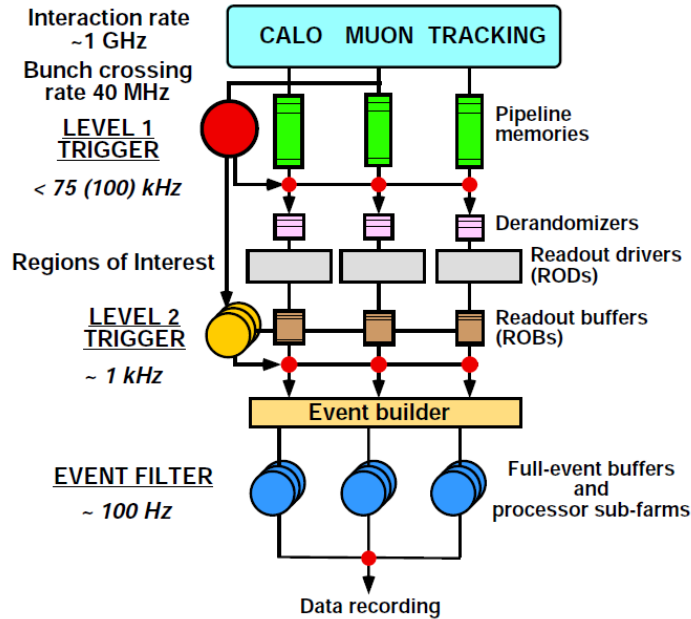 Interaction rate
~1 GHz
CALO MUON TRACKING
Bunch crossing
rate 40 MHz
LEVEL 1
TRIGGER
Pipeline
memories
< 75 (100) kHz
Derandomizers
Regions of Interest
Readout drivers
(RODs)
LEVEL 2
TRIGGER
Readout buffers
(ROBs)
~ 1 kHz
Event builder
EVENT FILTER
~ 100 Hz
Full-event buffers
and
processor sub-farms
Data recording